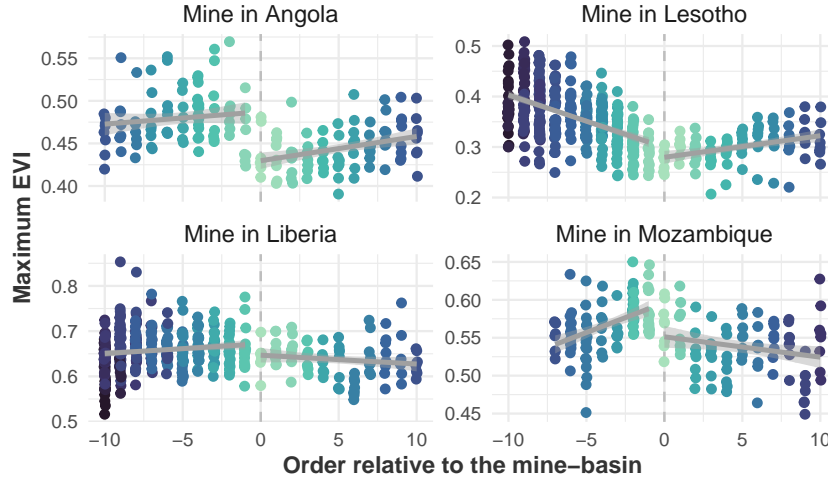 Mine in Angola
Mine in Lesotho
0.55
0.50
0.45
0.40
0.5
0.4
0.3
0.2
Maximum EVI
Mine in Liberia
Mine in Mozambique
0.8
0.7
0.6
0.5
0.65
0.60
0.55
0.50
0.45
−10 −5 0 5 10
−10 −5 0 5 10
Order relative to the mine−basin